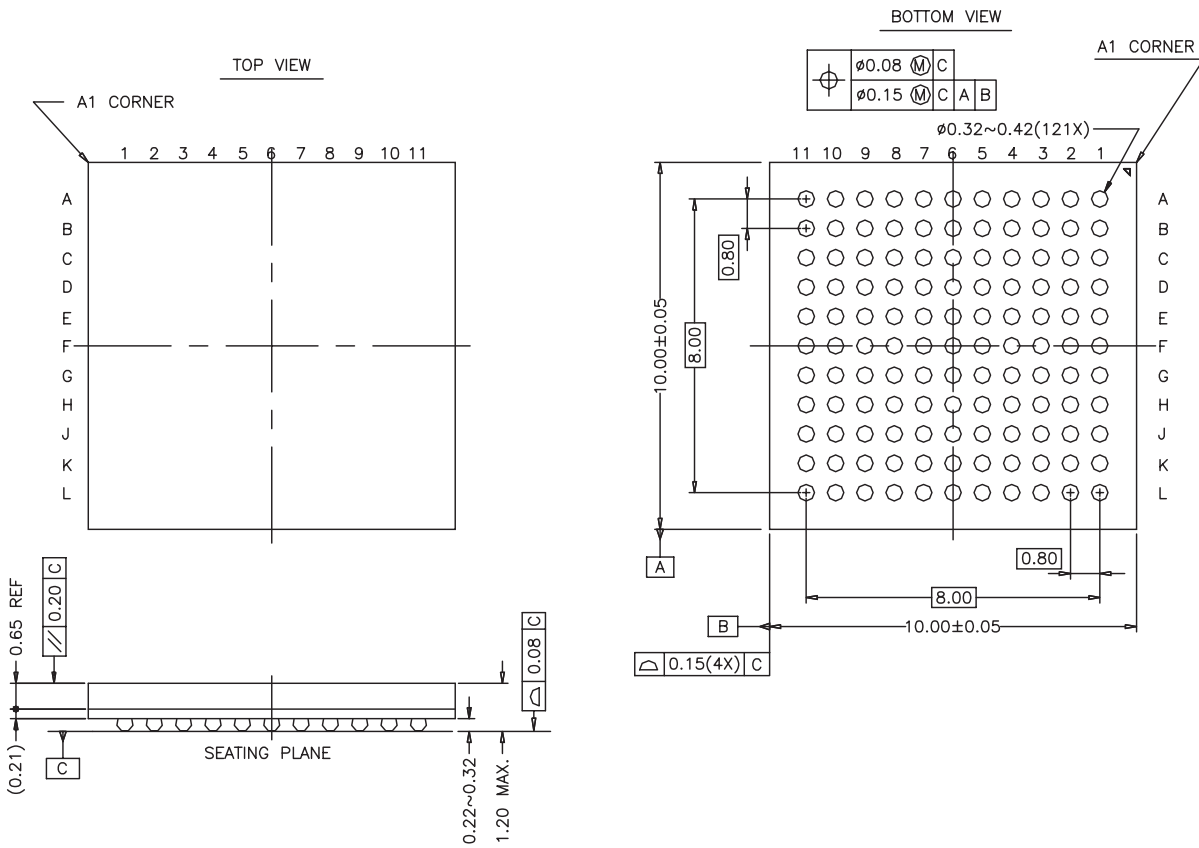 BOTTOM VIEW
TOP VIEW
A1 CORNER
1 2 3 4 5 6 7 8 9 10 11
A
B
C
D
E
F
G
H
J
K
L
A1 CORNER
ø0.08 Ⓜ C
ø0.15 Ⓜ C A B
ø0.32~0.42(121X)
11 10 9 8 7 6 5 4 3 2 1
A
B
C
D
E
F
G
H
J
K
L
0.80
8.00
10.00±0.05
A
0.80
8.00
B
10.00±0.05
0.15(4X) C
0.65 REF
(0.21)
// 0.20 C
C
SEATING PLANE
0.22~0.32
1.20 MAX.
0.08 C